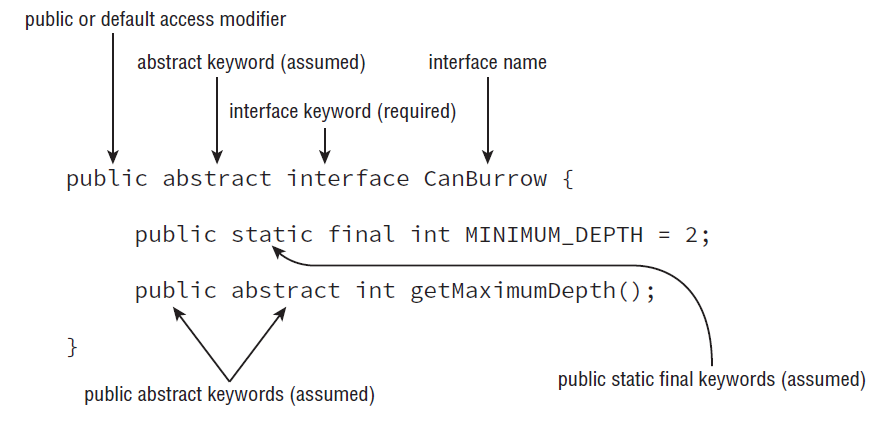 public or default access modifier
abstract keyword (assumed)
interface name
interface keyword (required)
public abstract interface CanBurrow {
public static final int MINIMUM_DEPTH = 2;
public abstract int getMaximumDepth();
}
public static final keywords (assumed)
public abstract keywords (assumed)